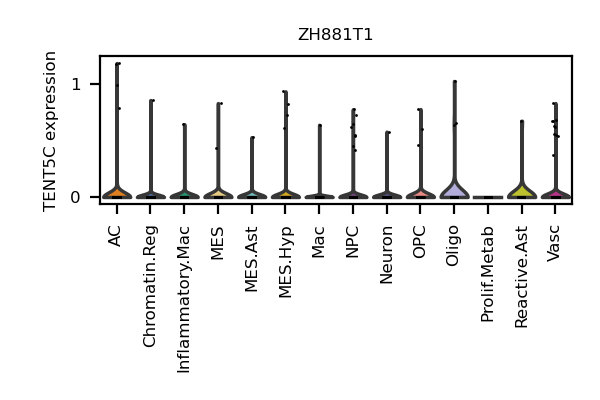 ZH881T1
TENT5C expression
1
0
AC
Chromatin.Reg
Inflammatory.Mac
MES
MES.Ast
MES.Hyp
Mac
NPC
Neuron
OPC
Oligo
Prolif.Metab
Reactive.Ast
Vasc